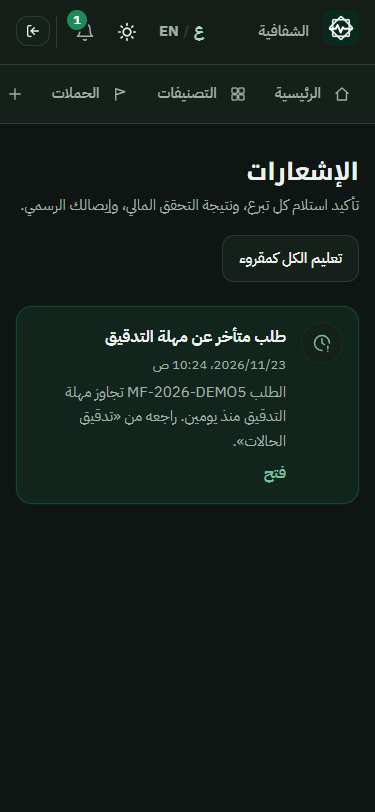 الشفافية
ع / EN
1
الرئيسية
التصنيفات
الحملات
الإشعارات
تأكيد استلام كل تبرع، ونتيجة التحقق المالي، وإيصالك الرسمي.
تعليم الكل كمقروء
طلب متأخر عن مهلة التدقيق
2026/11/23، 10:24 ص
الطلب MF-2026-DEMO5 تجاوز مهلة
التدقيق منذ يومين. راجعه من «تدقيق
الحالات».
فتح